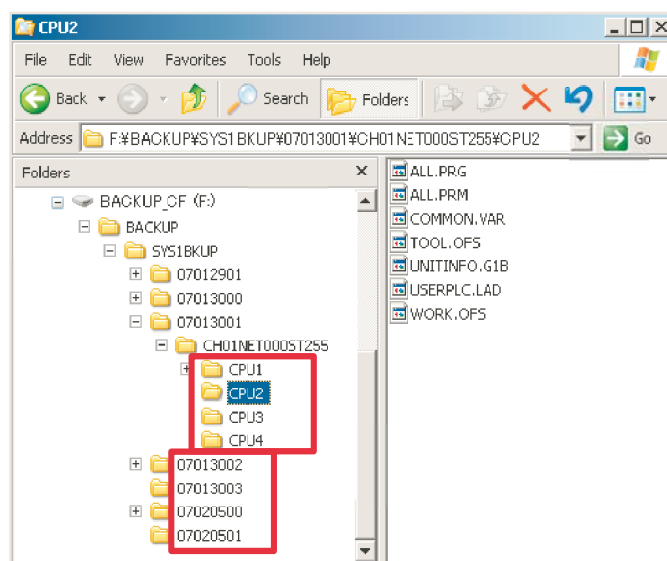 CPU2
File Edit View Favorites Tools Help
Back Search Folders
Address F:¥BACKUP¥SYS1BKUP¥07013001¥CH01NET000ST255¥CPU2 Go
Folders
BACKUP_CF (F:)
BACKUP
SYS1BKUP
07012901
07013000
07013001
CH01NET000ST255
CPU1
CPU2
CPU3
CPU4
07013002
07013003
07020500
07020501
ALL.PRG
ALL.PRM
COMMON.VAR
TOOL.OFS
UNITINFO.G1B
USERPLC.LAD
WORK.OFS